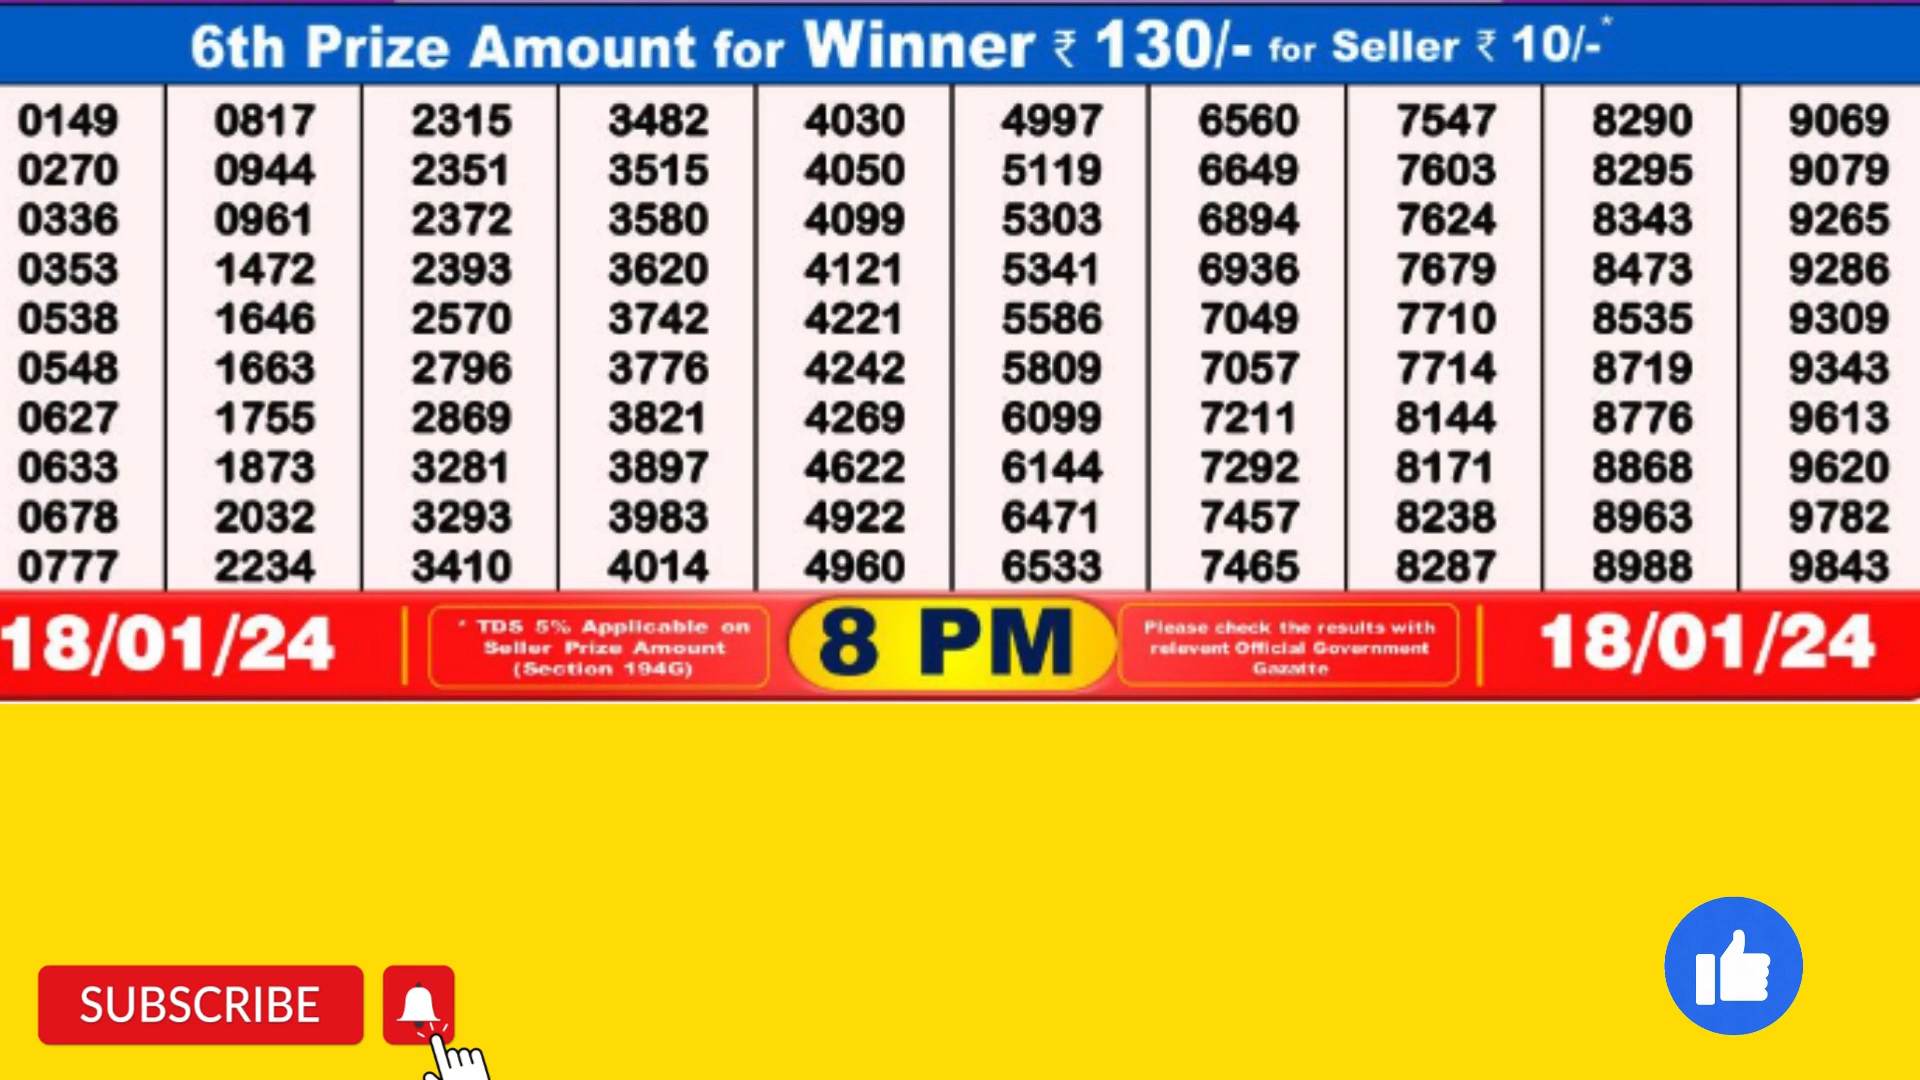 6th Prize Amount for Winner ₹ 130/- for Seller ₹ 10/-*
0149 0817 2315 3482 4030 4997 6560 7547 8290 9069
0270 0944 2351 3515 4050 5119 6649 7603 8295 9079
0336 0961 2372 3580 4099 5303 6894 7624 8343 9265
0353 1472 2393 3620 4121 5341 6936 7679 8473 9286
0538 1646 2570 3742 4221 5586 7049 7710 8535 9309
0548 1663 2796 3776 4242 5809 7057 7714 8719 9343
0627 1755 2869 3821 4269 6099 7211 8144 8776 9613
0633 1873 3281 3897 4622 6144 7292 8171 8868 9620
0678 2032 3293 3983 4922 6471 7457 8238 8963 9782
0777 2234 3410 4014 4960 6533 7465 8287 8988 9843
18/01/24
* TDS 5% Applicable on
Seller Prize Amount
(Section 194G)
8 PM
Please check the results with
relevent Official Government
Gazatte
18/01/24
SUBSCRIBE